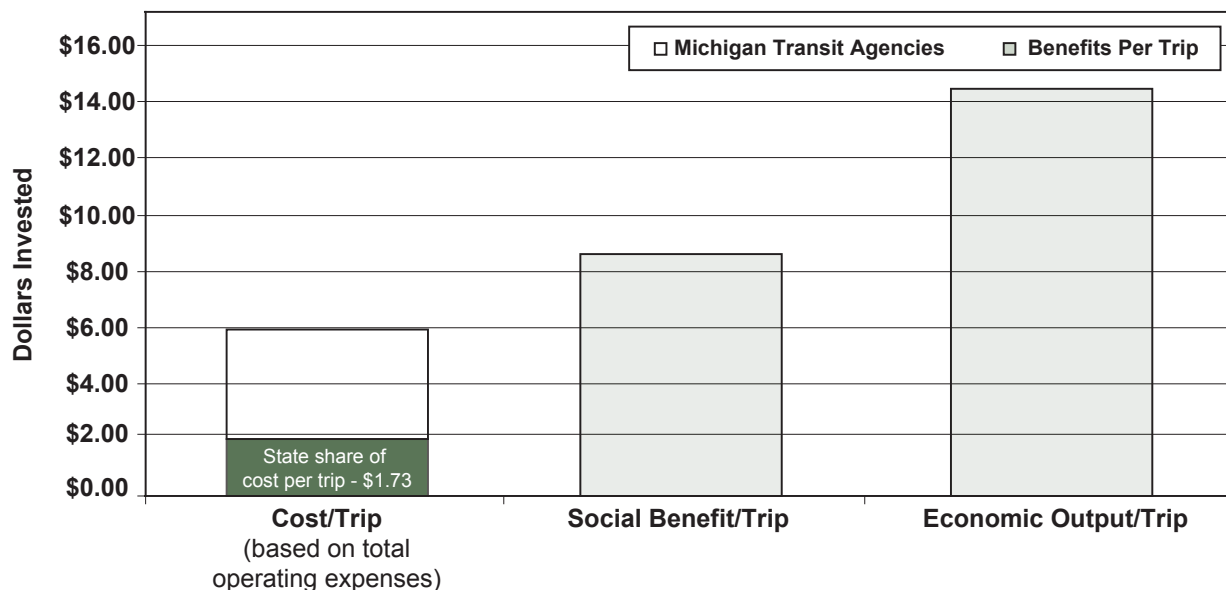 $16.00
Michigan Transit Agencies
Benefits Per Trip
$14.00
$12.00
$10.00
$8.00
$6.00
$4.00
$2.00
$0.00
Dollars Invested
State share of
cost per trip - $1.73
Cost/Trip
(based on total
operating expenses)
Social Benefit/Trip
Economic Output/Trip